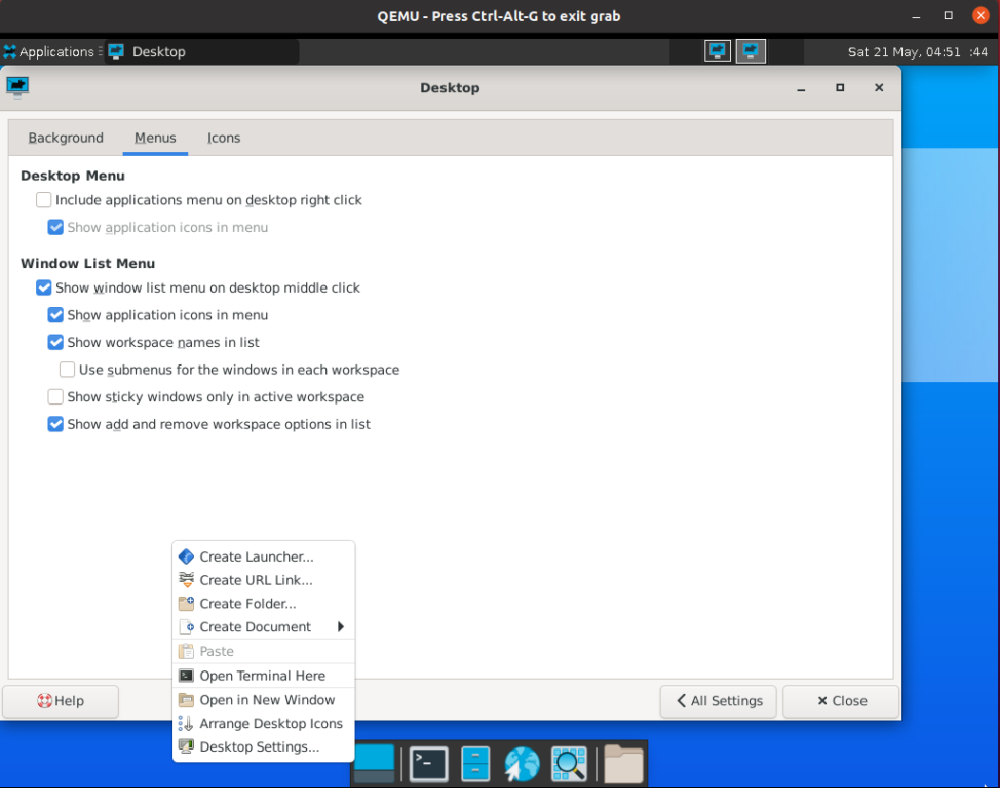 QEMU - Press Ctrl-Alt-G to exit grab
Applications
Desktop
Sat 21 May, 04:51 :44
Desktop
Background
Menus
Icons
Desktop Menu
Include applications menu on desktop right click
Show application icons in menu
Window List Menu
Show window list menu on desktop middle click
Show application icons in menu
Show workspace names in list
Use submenus for the windows in each workspace
Show sticky windows only in active workspace
Show add and remove workspace options in list
Create Launcher...
Create URL Link...
Create Folder...
Create Document
Paste
Open Terminal Here
Open in New Window
Arrange Desktop Icons
Desktop Settings...
Help
All Settings
Close